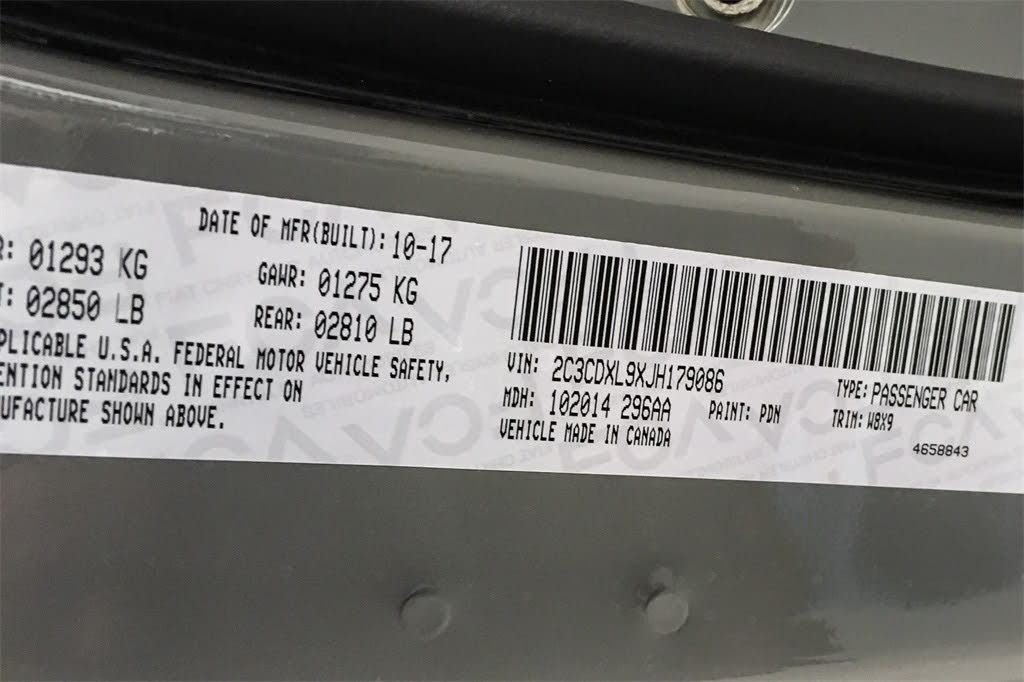 DATE OF MFR(BUILT): 10-17
R: 01293 KG GAWR: 01275 KG
T: 02850 LB REAR: 02810 LB
PLICABLE U.S.A. FEDERAL MOTOR VEHICLE SAFETY,
ENTION STANDARDS IN EFFECT ON
UFACTURE SHOWN ABOVE.
VIN: 2C3CDXL9XJH179086 TYPE: PASSENGER CAR
MDH: 102014 296AA PAINT: PDN TRIM: W8X9
VEHICLE MADE IN CANADA 4658843